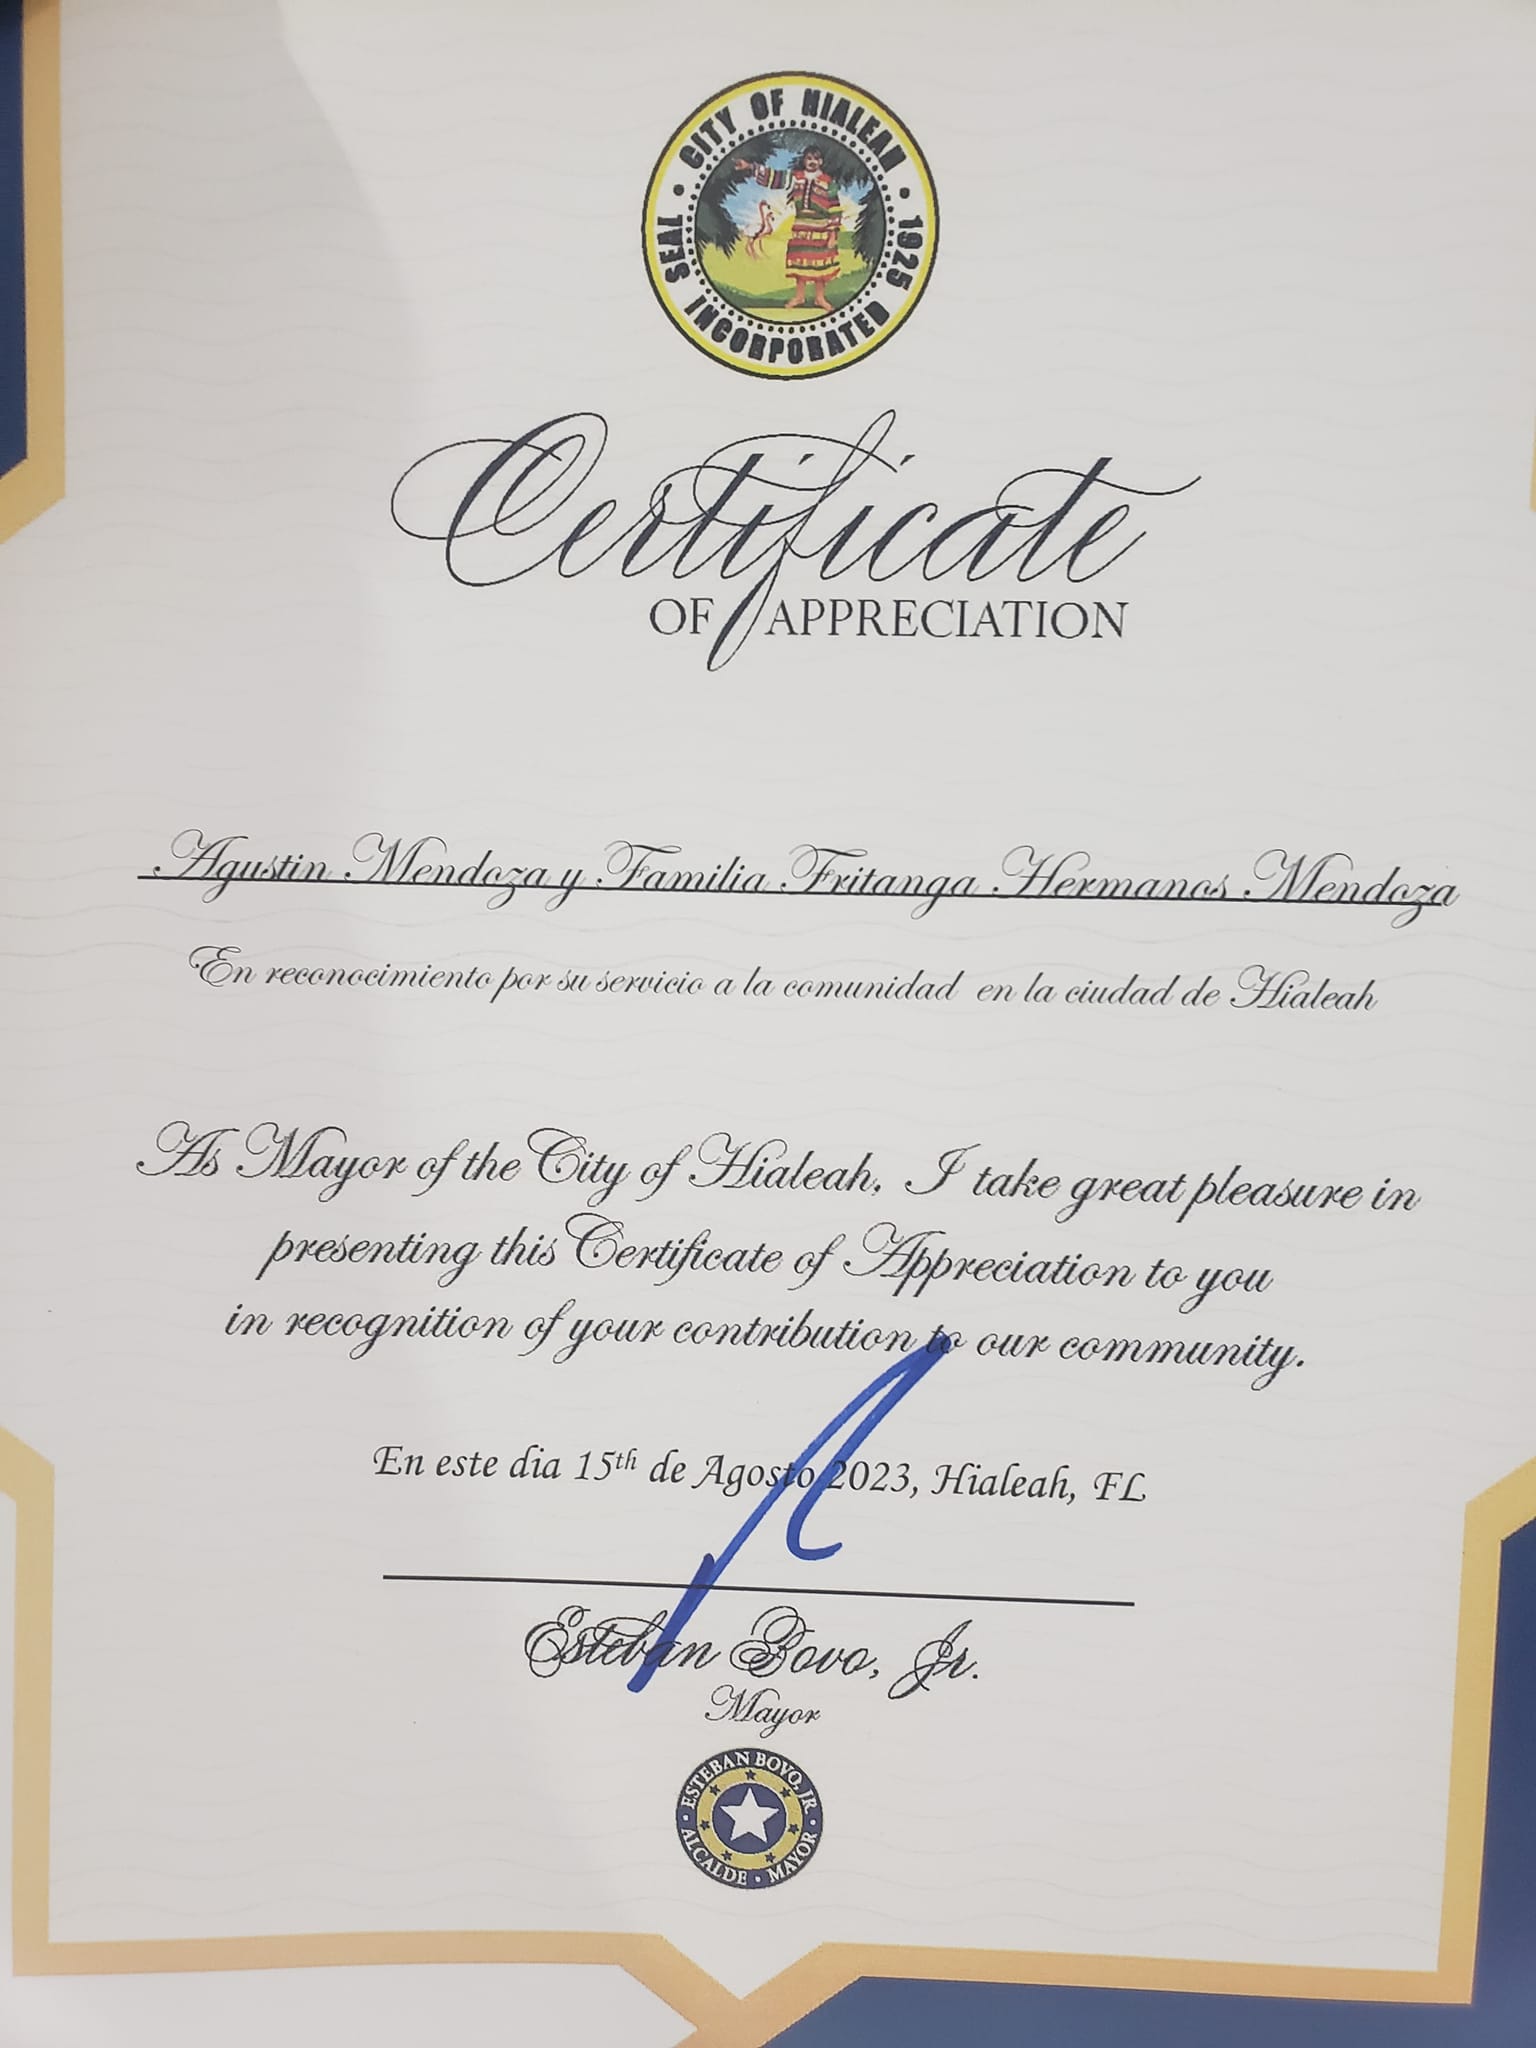 CITY OF HIALEAH • 1925
SEAL INCORPORATED
Certificate
OF APPRECIATION
Agustin Mendoza y Familia Fritanga Hermanos Mendoza
En reconocimiento por su servicio a la comunidad en la ciudad de Hialeah
As Mayor of the City of Hialeah, I take great pleasure in
presenting this Certificate of Appreciation to you
in recognition of your contribution to our community.
En este dia 15th de Agosto 2023, Hialeah, FL
Esteban Bovo, Jr.
Mayor
ESTEBAN BOVO, JR
ALCALDE • MAYOR